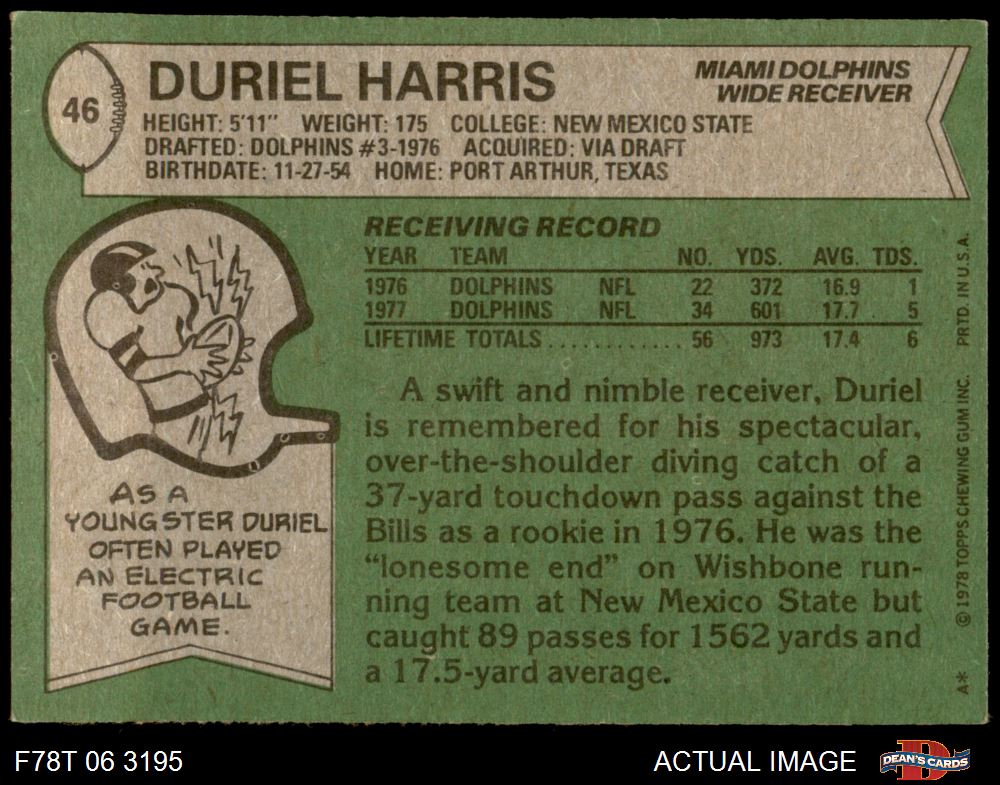 46
DURIEL HARRIS
MIAMI DOLPHINS
WIDE RECEIVER
HEIGHT: 5'11" WEIGHT: 175 COLLEGE: NEW MEXICO STATE
DRAFTED: DOLPHINS #3-1976 ACQUIRED: VIA DRAFT
BIRTHDATE: 11-27-54 HOME: PORT ARTHUR, TEXAS
RECEIVING RECORD
YEAR TEAM NO. YDS. AVG. TDS.
1976 DOLPHINS NFL 22 372 16.9 1
1977 DOLPHINS NFL 34 601 17.7 5
LIFETIME TOTALS............ 56 973 17.4 6
A swift and nimble receiver, Duriel
is remembered for his spectacular,
over-the-shoulder diving catch of a
37-yard touchdown pass against the
Bills as a rookie in 1976. He was the
"lonesome end" on Wishbone run-
ning team at New Mexico State but
caught 89 passes for 1562 yards and
a 17.5-yard average.
AS A
YOUNGSTER DURIEL
OFTEN PLAYED
AN ELECTRIC
FOOTBALL
GAME.
A* © 1978 TOPPS CHEWING GUM INC. PRTD. IN U.S.A.
F78T 06 3195
ACTUAL IMAGE
DEAN'S CARDS